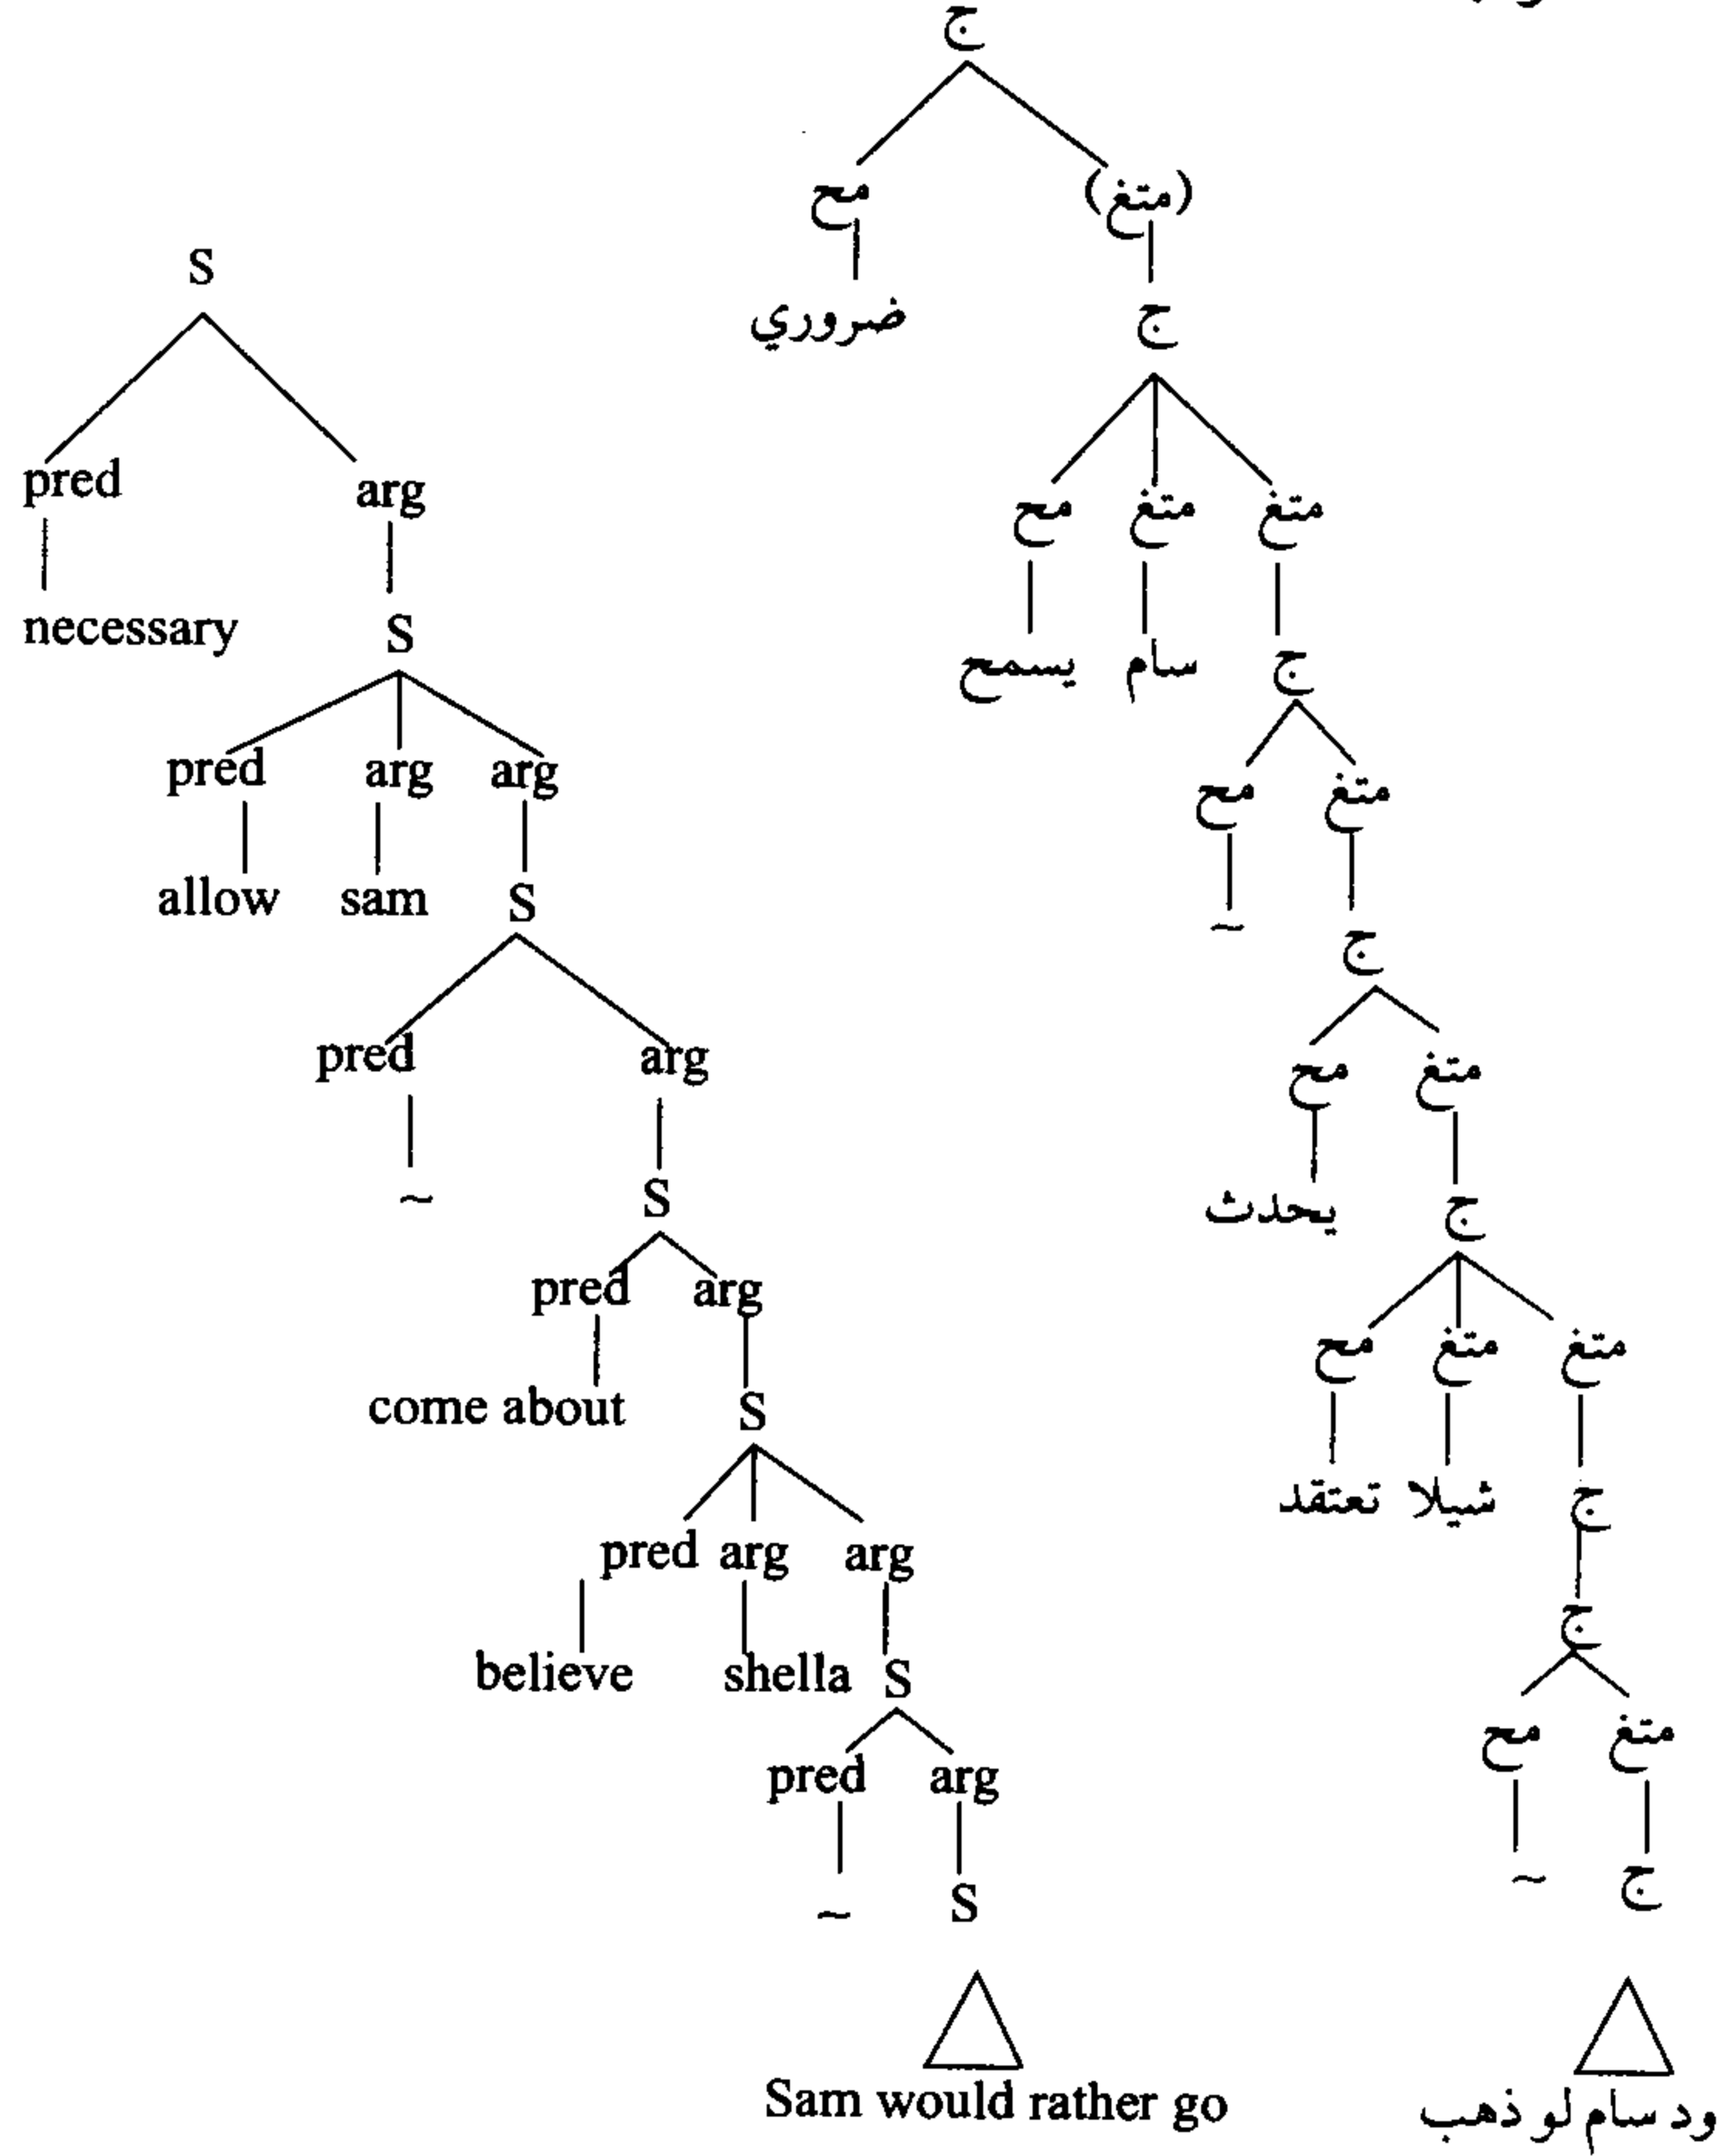 ج
مح (متغ)
ضروري ج
مح متغ متغ
يسمح سام ج
مح متغ
~ ج
مح متغ
يحدث ج
مح متغ متغ
تعتقد شيلا ج
ج
مح متغ
~ ج
ود سام لو ذهب
S
pred arg
necessary S
pred arg arg
allow sam S
pred arg
~ S
pred arg
come about S
pred arg arg
believe shella S
pred arg
~ S
Sam would rather go